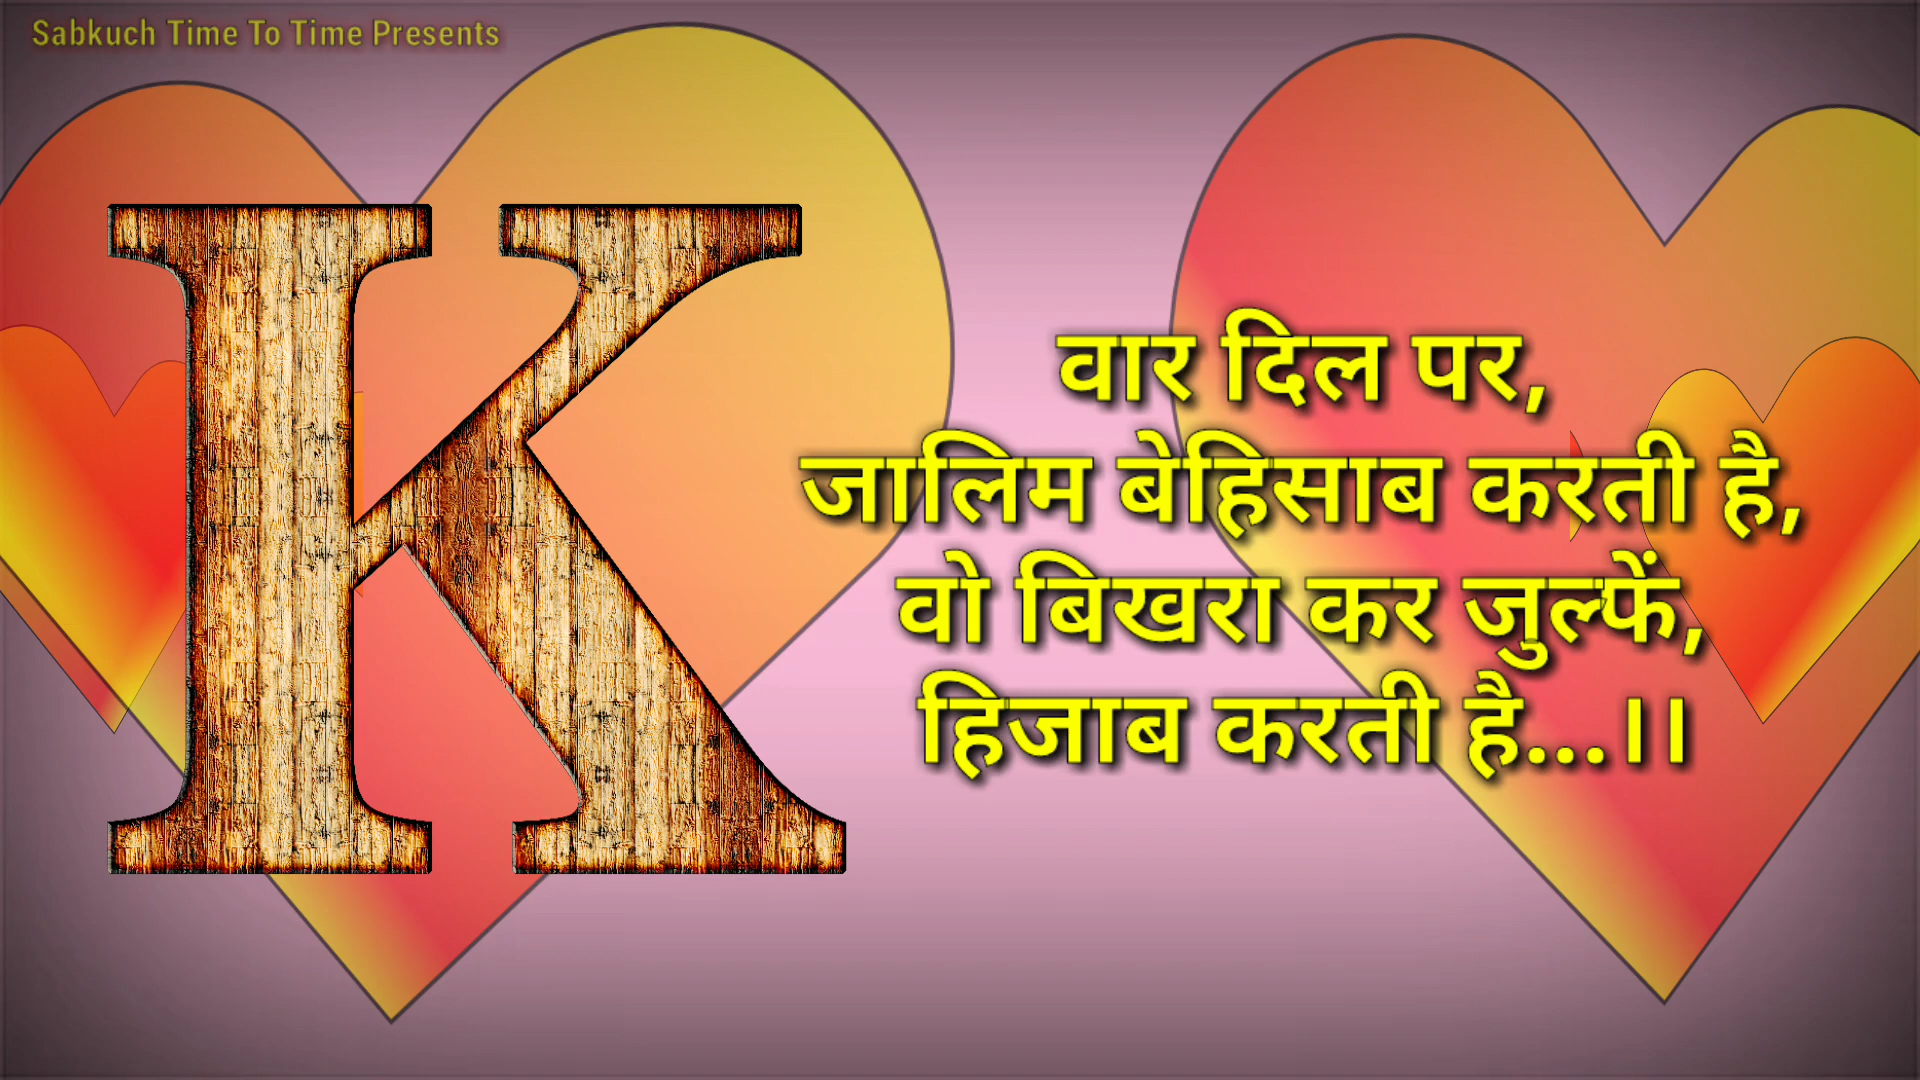 Sabkuch Time To Time Presents
K
वार दिल पर,
जालिम बेहिसाब करती है,
वो बिखरा कर जुल्फें,
हिजाब करती है...।।